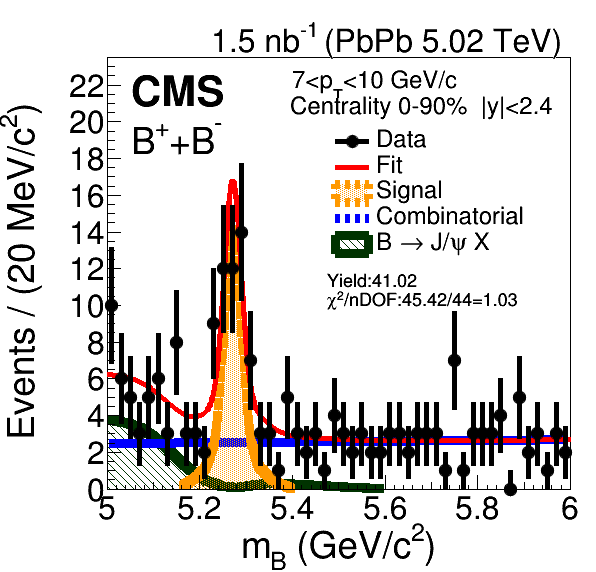 1.5 nb⁻¹ (PbPb 5.02 TeV)
CMS
B⁺+B⁻
7<p_T<10 GeV/c
Centrality 0-90% |y|<2.4
Data
Fit
Signal
Combinatorial
B → J/ψ X
Yield:41.02
χ²/nDOF:45.42/44=1.03
Events / (20 MeV/c²)
22
20
18
16
14
12
10
8
6
4
2
0
5 5.2 5.4 5.6 5.8 6
m_B (GeV/c²)